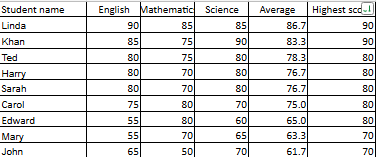 Student name English Mathematic Science Average Highest sco
Linda 90 85 85 86.7 90
Khan 85 75 90 83.3 90
Ted 80 75 80 78.3 80
Harry 80 70 80 76.7 80
Sarah 80 70 80 76.7 80
Carol 75 80 70 75.0 80
Edward 55 80 60 65.0 80
Mary 55 70 65 63.3 70
John 65 50 70 61.7 70